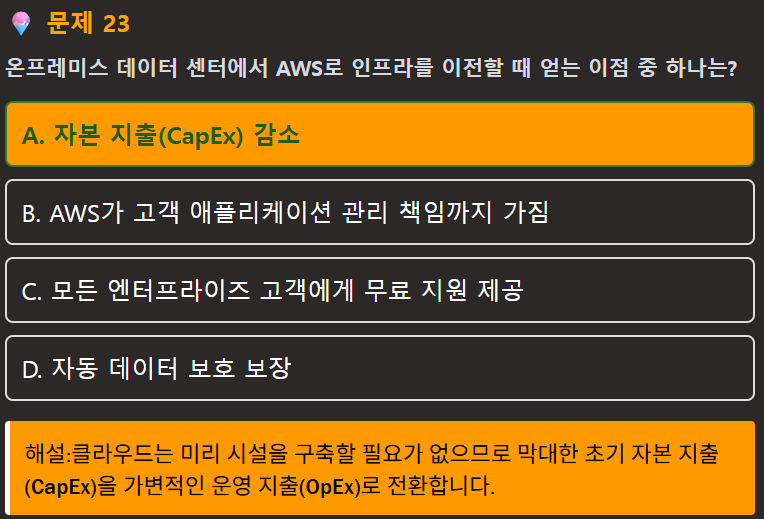 문제 23
온프레미스 데이터 센터에서 AWS로 인프라를 이전할 때 얻는 이점 중 하나는?
A. 자본 지출(CapEx) 감소
B. AWS가 고객 애플리케이션 관리 책임까지 가짐
C. 모든 엔터프라이즈 고객에게 무료 지원 제공
D. 자동 데이터 보호 보장
해설:클라우드는 미리 시설을 구축할 필요가 없으므로 막대한 초기 자본 지출
(CapEx)을 가변적인 운영 지출(OpEx)로 전환합니다.